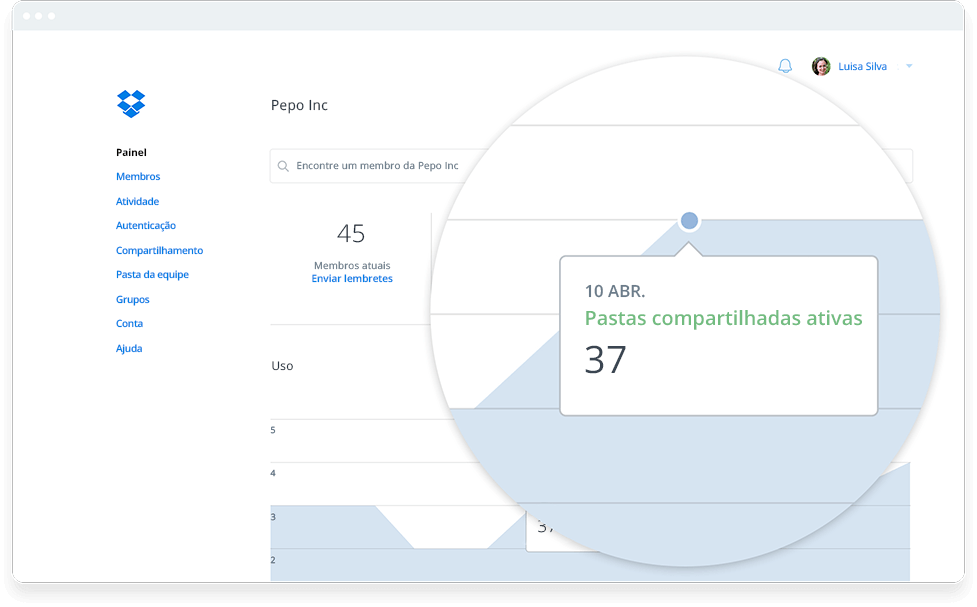 Luisa Silva
Pepo Inc
Painel
Membros
Atividade
Autenticação
Compartilhamento
Pasta da equipe
Grupos
Conta
Ajuda
Encontre um membro da Pepo Inc
45
Membros atuais
Enviar lembretes
10 ABR.
Pastas compartilhadas ativas
37
Uso
5
4
3
2